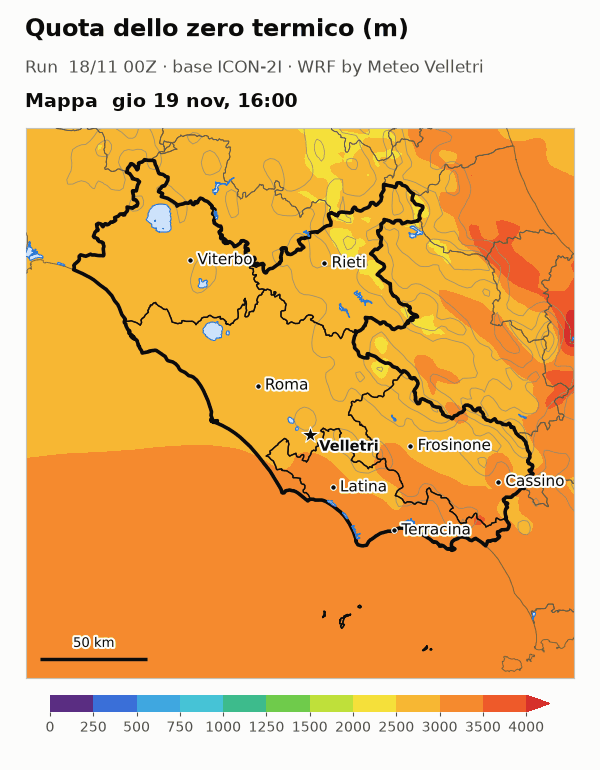 Quota dello zero termico (m)
Run  18/11 00Z · base ICON-2I · WRF by Meteo Velletri
Mappa  gio 19 nov, 16:00
Viterbo
Rieti
Roma
Velletri
Frosinone
Latina
Cassino
Terracina
50 km
0 250 500 750 1000 1250 1500 2000 2500 3000 3500 4000